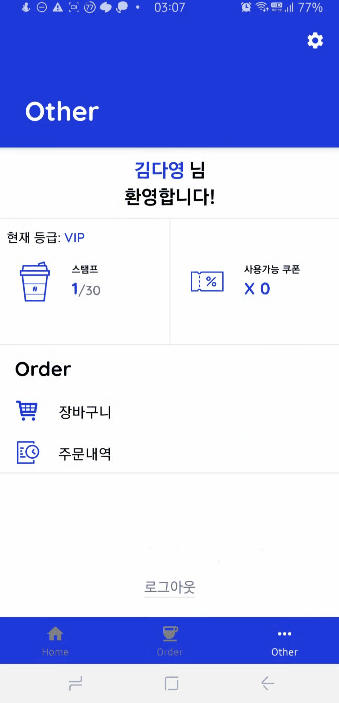 03:07
77%
Other
김다영 님
환영합니다!
현재 등급: VIP
스탬프
1/30
사용가능 쿠폰
X 0
Order
장바구니
주문내역
로그아웃
Home
Order
Other